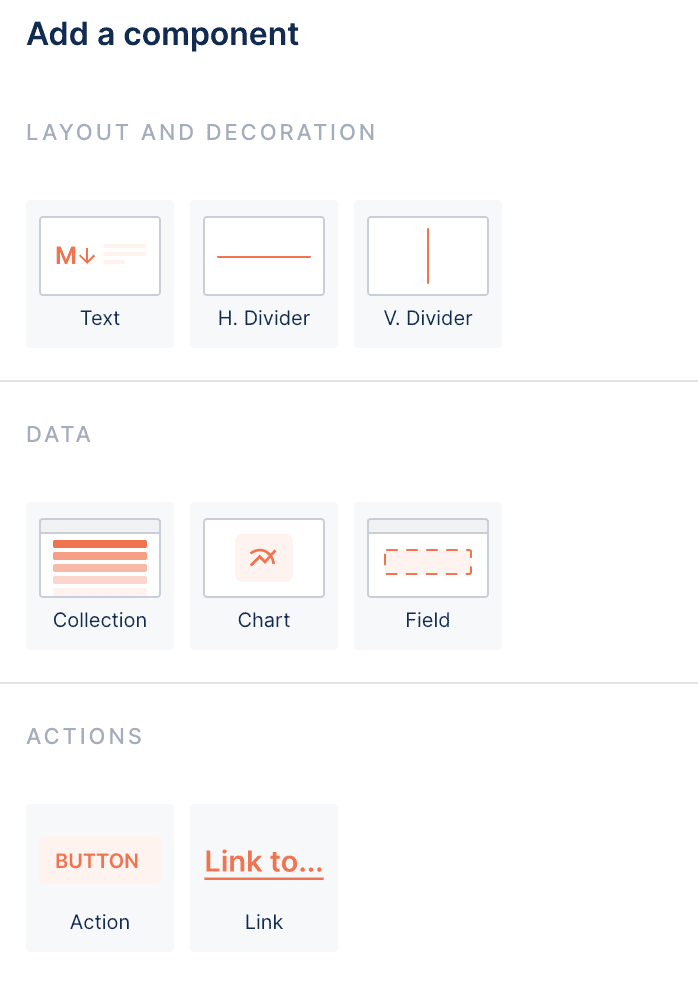 Add a component
LAYOUT AND DECORATION
M↓
Text
H. Divider
V. Divider
DATA
Collection
Chart
Field
ACTIONS
BUTTON
Link to...
Action
Link